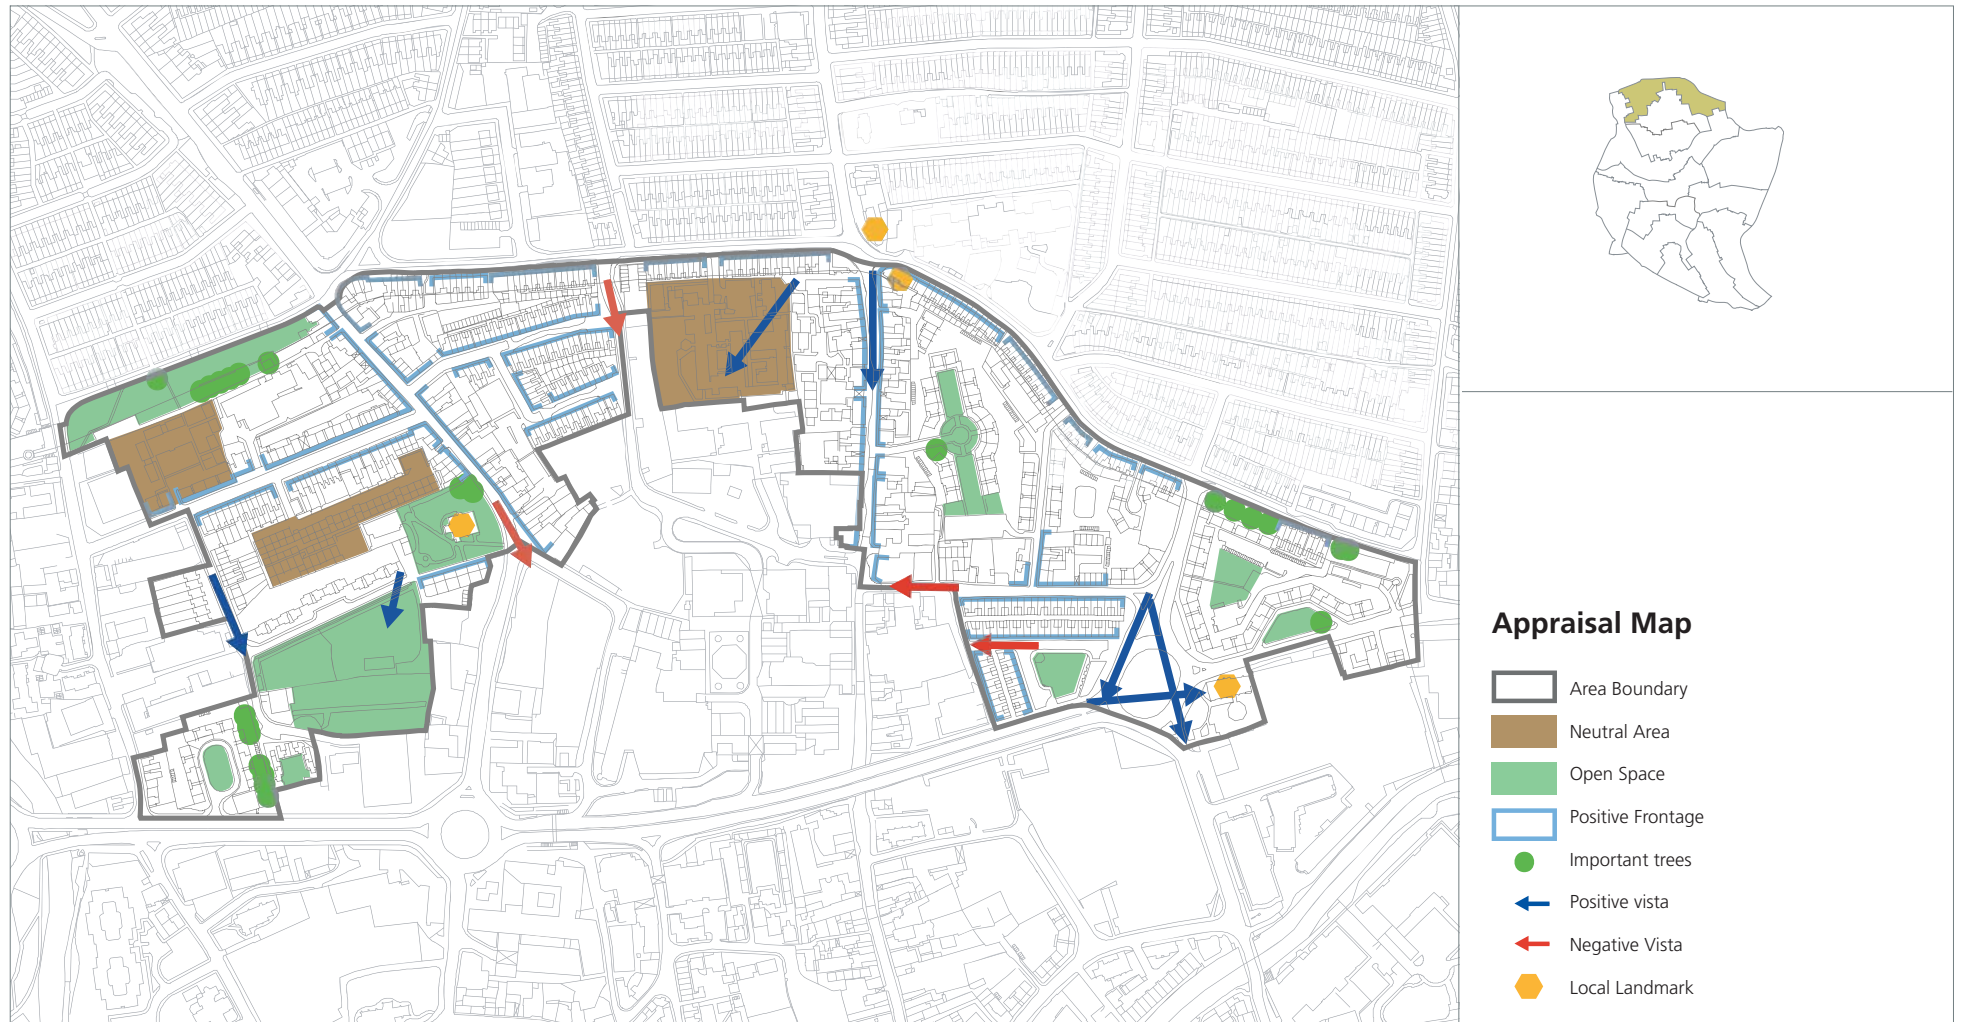 Appraisal Map
Area Boundary
Neutral Area
Open Space
Positive Frontage
Important trees
Positive vista
Negative Vista
Local Landmark